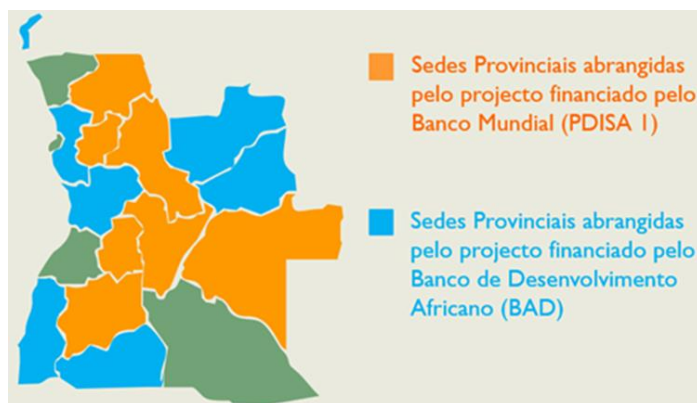 Sedes Provinciais abrangidas
pelo projecto financiado pelo
Banco Mundial (PDISA 1)
Sedes Provinciais abrangidas
pelo projecto financiado pelo
Banco de Desenvolvimento
Africano (BAD)